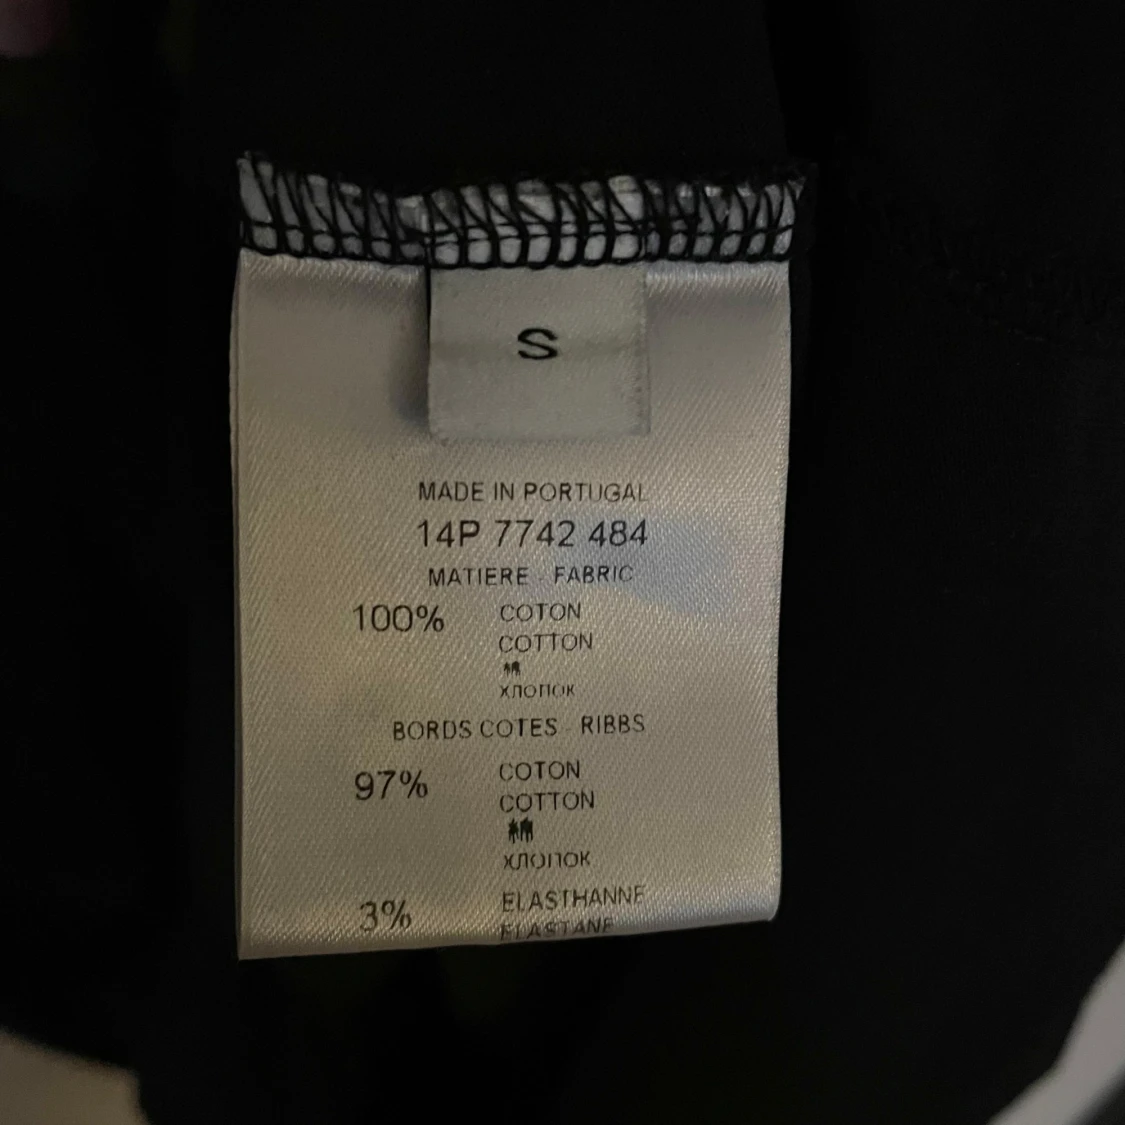 S
MADE IN PORTUGAL
14P 7742 484
MATIERE - FABRIC
100% COTON
COTTON
棉
ХЛОПОК
BORDS COTES - RIBBS
97% COTON
COTTON
棉
ХЛОПОК
3% ELASTHANNE
ELASTANE